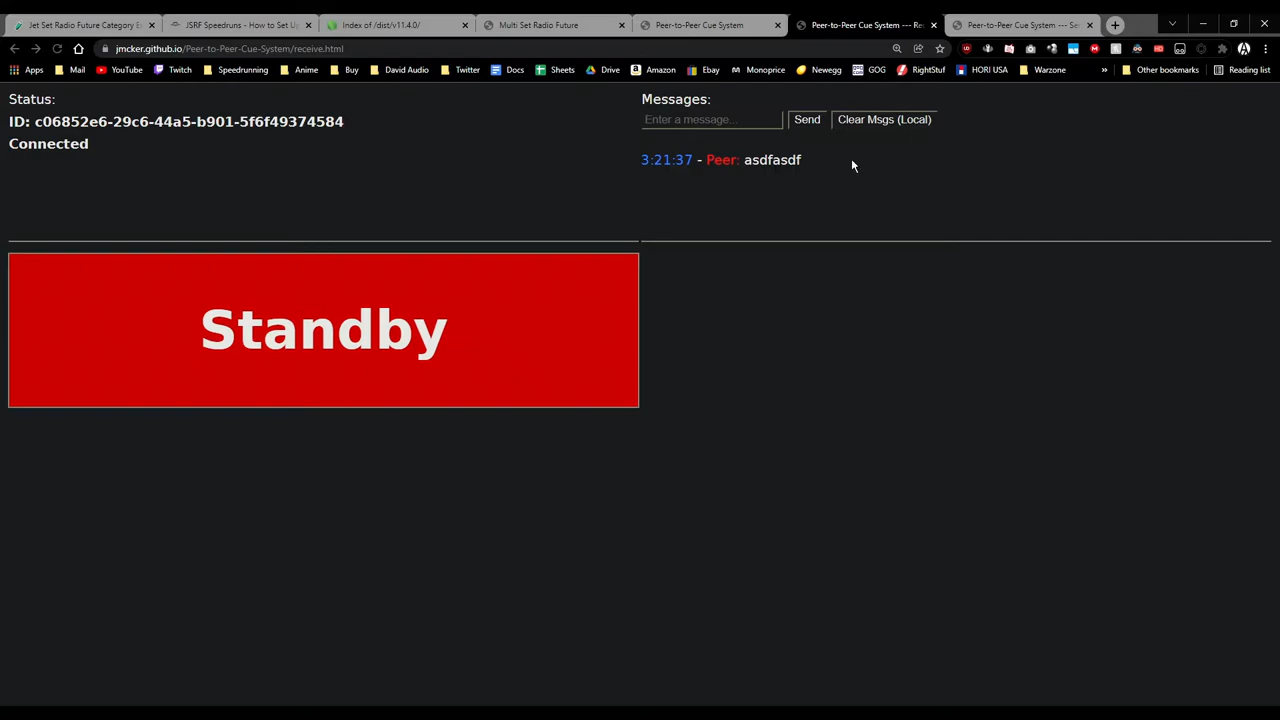 Jet Set Radio Future Category E
JSRF Speedruns - How to Set U
Index of /dist/v11.4.0/
Multi Set Radio Future
Peer-to-Peer Cue System
Peer-to-Peer Cue System --- Re
Peer-to-Peer Cue System --- Se
jmcker.github.io/Peer-to-Peer-Cue-System/receive.html
Apps
Mail
YouTube
Twitch
Speedrunning
Anime
Buy
David Audio
Twitter
Docs
Sheets
Drive
Amazon
Ebay
Monoprice
Newegg
GOG
RightStuf
HORI USA
Warzone
»
Other bookmarks
Reading list
Status:
ID: c06852e6-29c6-44a5-b901-5f6f49374584
Connected
Messages:
Enter a message...
Send
Clear Msgs (Local)
3:21:37 - Peer: asdfasdf
Standby